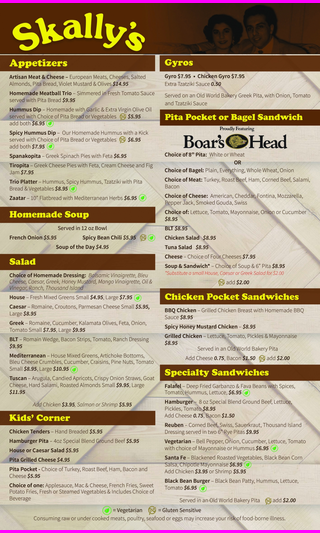 Skally's
Appetizers
Artisan Meat & Cheese – European Meats, Cheeses, Salted
Almonds, Pita Bread, Violet Mustard & Olives $14.95
Homemade Meatball Trio – Simmered in Fresh Tomato Sauce
served with Pita Bread $9.95
Hummus Dip – Homemade with Garlic & Extra Virgin Olive Oil
served with Choice of Pita Bread or Vegetables $5.95
add both $6.95
Spicy Hummus Dip – Our Homemade Hummus with a Kick
served with Choice of Pita Bread or Vegetables $6.95
add both $7.95
Spanakopita – Greek Spinach Pies with Feta $6.95
Tiropita – Greek Cheese Pies with Feta, Cream Cheese and Fig
Jam $7.95
Trio Platter – Hummus, Spicy Hummus, Tzatziki with Pita
Bread & Vegetables $8.95
Zaatar – 10" Flatbread with Mediterranean Herbs $6.95
Homemade Soup
Served in 12 oz Bowl
French Onion $5.95 Spicy Bean Chili $5.95
Soup of the Day $4.95
Salad
Choice of Homemade Dressing: Balsamic Vinaigrette, Bleu
Cheese, Caesar, Greek, Honey Mustard, Mango Vinaigrette, Oil &
Vinegar, Ranch, Thousand Island
House – Fresh Mixed Greens Small $4.95, Large $7.95
Caesar – Romaine, Croutons, Parmesan Cheese Small $5.95,
Large $8.95
Greek – Romaine, Cucumber, Kalamata Olives, Feta, Onion,
Tomato Small $7.95, Large $9.95
BLT – Romain Wedge, Bacon Strips, Tomato, Ranch Dressing
$9.95
Mediterranean – House Mixed Greens, Artichoke Bottoms,
Bleu Cheese Crumbles, Cucumber, Craisins, Pine Nuts, Tomato
Small $8.95, Large $10.95
Tuscan – Arugula, Candied Apricots, Crispy Onion Straws, Goat
Cheese, Hard Salami, Roasted Almonds Small $9.95, Large
$11.95
Add Chicken $3.95, Salmon or Shrimp $5.95
Kids' Corner
Chicken Tenders – Hand Breaded $5.95
Hamburger Pita – 4oz Special Blend Ground Beef $5.95
House or Caesar Salad $5.95
Pita Grilled Cheese $4.95
Pita Pocket – Choice of Turkey, Roast Beef, Ham, Bacon and
Cheese $5.95
Choice of one: Applesauce, Mac & Cheese, French Fries, Sweet
Potato Fries, Fresh or Steamed Vegetables & Includes Choice of
Beverage
Gyros
Gyro $7.95 • Chicken Gyro $7.95
Extra Tzatziki Sauce 0.50
Served on an Old World Bakery Greek Pita, with Onion, Tomato
and Tzatziki Sauce
Pita Pocket or Bagel Sandwich
Proudly Featuring
Boar's Head
Choice of 8" Pita: White or Wheat
OR
Choice of Bagel: Plain, Everything, Whole Wheat, Onion
Choice of Meat: Turkey, Roast Beef, Ham, Corned Beef, Salami,
Bacon
Choice of Cheese: American, Cheddar, Fontina, Mozzarella,
Pepper Jack, Smoked Gouda, Swiss
Choice of: Lettuce, Tomato, Mayonnaise, Onion or Cucumber
$8.95
BLT $8.95
Chicken Salad $8.95
Tuna Salad $8.95
Cheese – Choice of Four Cheeses $7.95
Soup & Sandwich* – Choice of Soup & 6" Pita $8.95
*Substitute a small House, Caesar or Greek Salad for $2.00
add $2.00
Chicken Pocket Sandwiches
BBQ Chicken – Grilled Chicken Breast with Homemade BBQ
Sauce $8.95
Spicy Honey Mustard Chicken – $8.95
Grilled Chicken – Lettuce, Tomato, Pickles & Mayonnaise
$8.95
Served in an Old World Bakery Pita
Add Cheese 0.75, Bacon $1.50 add $2.00
Specialty Sandwiches
Falafel – Deep Fried Garbanzo & Fava Beans with Spices,
Tomato, Hummus, Lettuce, $6.95
Hamburger – 8 oz Special Blend Ground Beef, Lettuce,
Pickles, Tomato $8.95
Add Cheese 0.75, Bacon $1.50
Reuben – Corned Beef, Swiss, Sauerkraut, Thousand Island
Dressing served in two 6" Rye Pitas $9.95
Vegetarian – Bell Pepper, Onion, Cucumber, Lettuce, Tomato
with choice of Mayonnaise or Hummus $6.95
Santa Fe – Blackened Roasted Vegetables, Black Bean Corn
Salsa, Chipotle Mayonnaise $6.95
Add Chicken $3.95 or Shrimp $5.95
Black Bean Burger – Black Bean Patty, Hummus, Lettuce,
Tomato $6.95
Served in an Old World Bakery Pita add $2.00
= Vegetarian = Gluten Sensitive
Consuming raw or under cooked meats, poultry, seafood or eggs may increase your risk of food-borne illness.